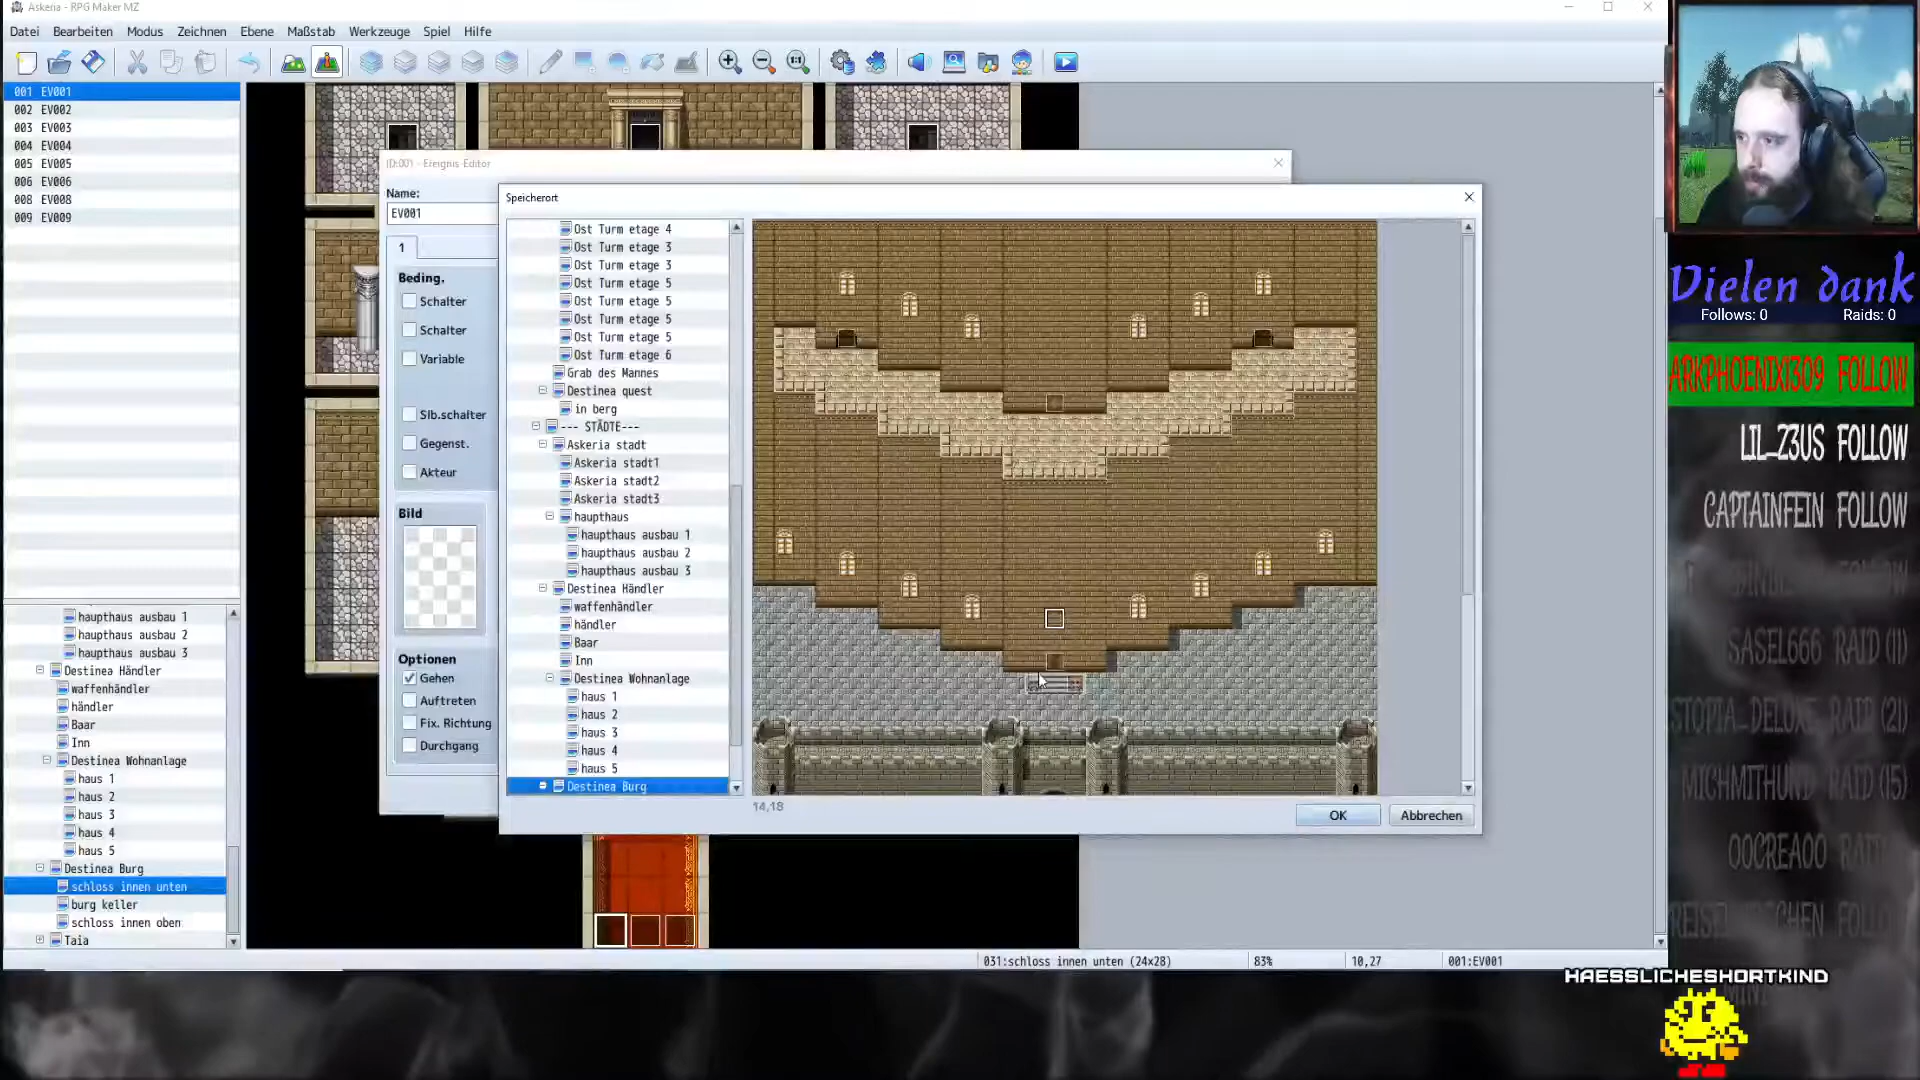 Askeria - RPG Maker MZ
Datei Bearbeiten Modus Zeichnen Ebene Maßstab Werkzeuge Spiel Hilfe
001 EV001
002 EV002
003 EV003
004 EV004
005 EV005
006 EV006
008 EV008
009 EV009
haupthaus ausbau 1
haupthaus ausbau 2
haupthaus ausbau 3
Destinea Händler
waffenhändler
händler
Baar
Inn
Destinea Wohnanlage
haus 1
haus 2
haus 3
haus 4
haus 5
Destinea Burg
schloss innen unten
burg keller
schloss innen oben
Taia
ID:001 - Ereignis-Editor
Name:
EV001
1
Beding.
Schalter
Schalter
Variable
Slb.schalter
Gegenst.
Akteur
Bild
Optionen
Gehen
Auftreten
Fix. Richtung
Durchgang
Speicherort
Ost Turm etage 4
Ost Turm etage 3
Ost Turm etage 3
Ost Turm etage 5
Ost Turm etage 5
Ost Turm etage 5
Ost Turm etage 5
Ost Turm etage 6
Grab des Mannes
Destinea quest
in berg
--- STÄDTE---
Askeria stadt
Askeria stadt1
Askeria stadt2
Askeria stadt3
haupthaus
haupthaus ausbau 1
haupthaus ausbau 2
haupthaus ausbau 3
Destinea Händler
waffenhändler
händler
Baar
Inn
Destinea Wohnanlage
haus 1
haus 2
haus 3
haus 4
haus 5
Destinea Burg
14,18
OK
Abbrechen
031:schloss innen unten (24x28)
83%
10,27
001:EV001
Vielen dank
Follows: 0 Raids: 0
ARKPHOENIX1309 FOLLOW
LIL_Z3US FOLLOW
CAPTAINFEIN FOLLOW
SASEL666 RAID (11)
HAESSLICHESHORTKIND